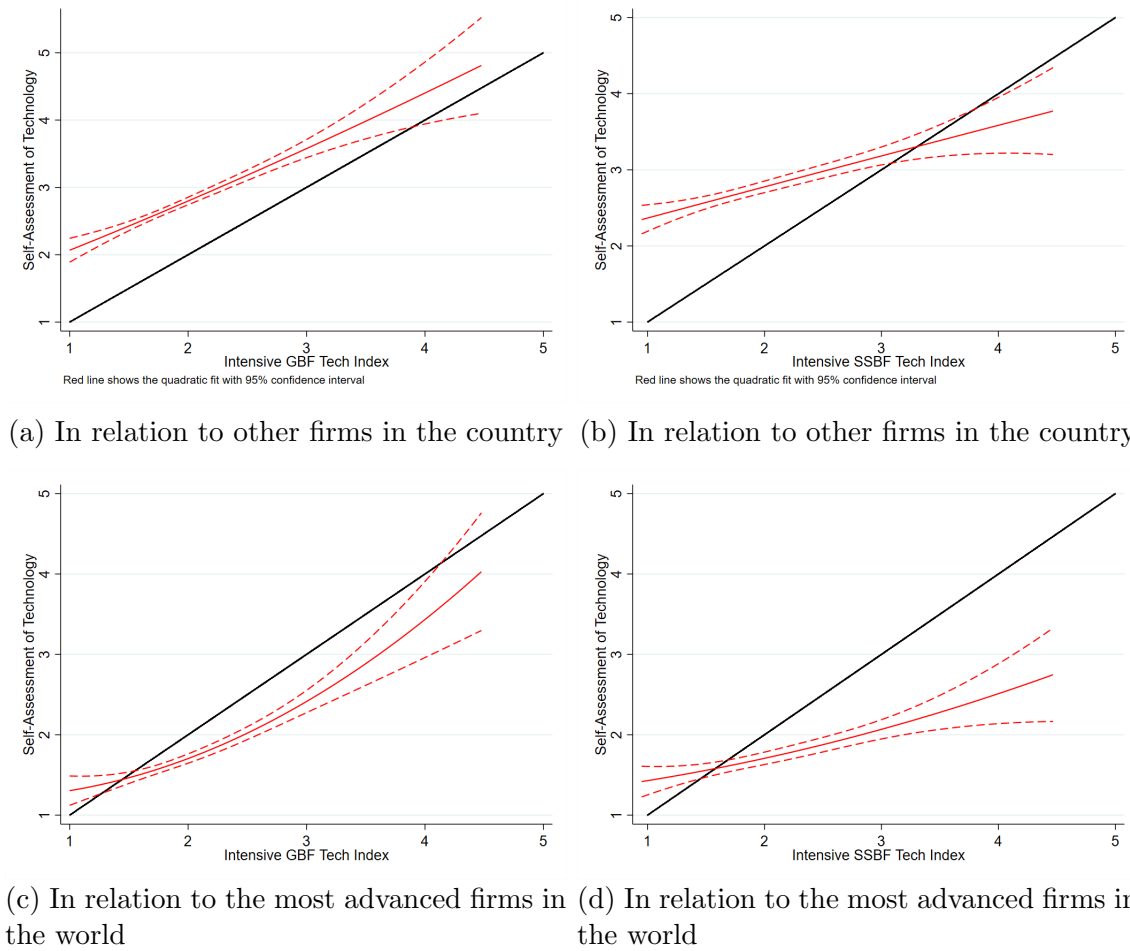 5
4
3
2
1
Self-Assessment of Technology
1 2 3 4 5
Intensive GBF Tech Index
Red line shows the quadratic fit with 95% confidence interval
(a) In relation to other firms in the country
5
4
3
2
1
Self-Assessment of Technology
1 2 3 4 5
Intensive SSBF Tech Index
Red line shows the quadratic fit with 95% confidence interval
(b) In relation to other firms in the country
5
4
3
2
1
Self-Assessment of Technology
1 2 3 4 5
Intensive GBF Tech Index
(c) In relation to the most advanced firms in
the world
5
4
3
2
1
Self-Assessment of Technology
1 2 3 4 5
Intensive SSBF Tech Index
(d) In relation to the most advanced firms in
the world